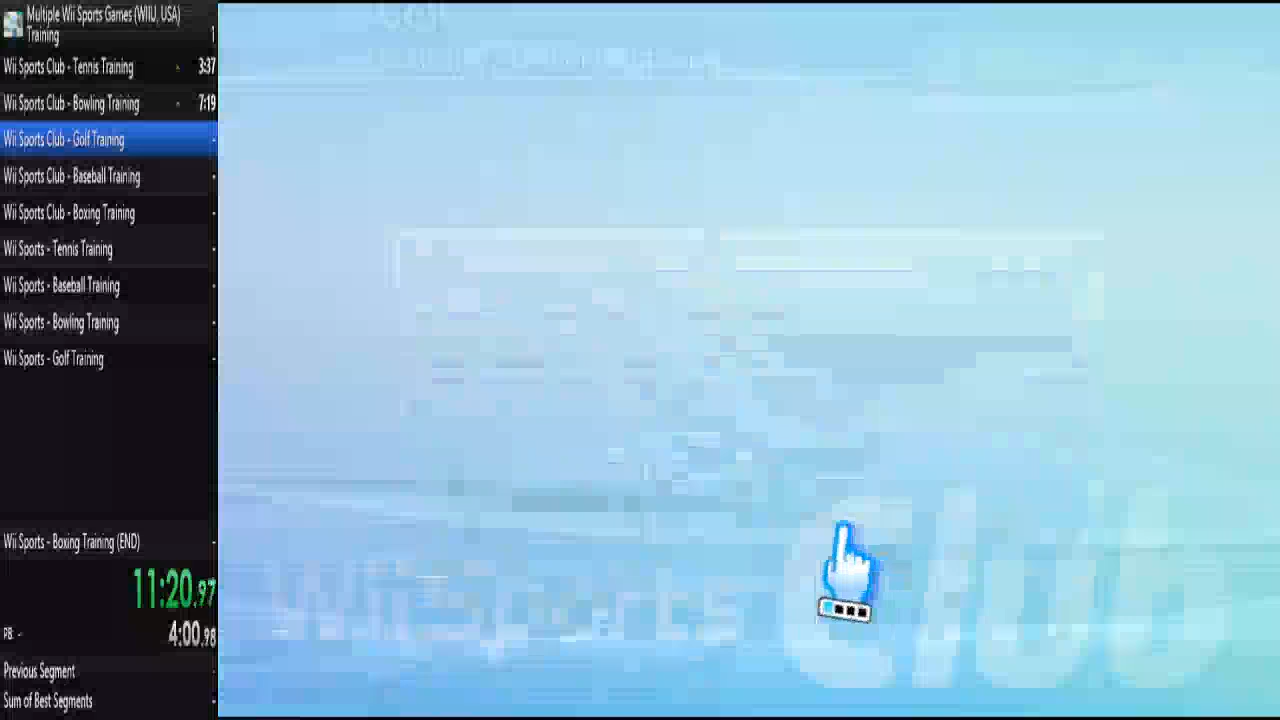 Multiple Wii Sports Games (WIIU, USA)
Training 1
Wii Sports Club - Tennis Training - 3:37
Wii Sports Club - Bowling Training - 7:19
Wii Sports Club - Golf Training -
Wii Sports Club - Baseball Training -
Wii Sports Club - Boxing Training -
Wii Sports - Tennis Training -
Wii Sports - Baseball Training -
Wii Sports - Bowling Training -
Wii Sports - Golf Training -
Wii Sports - Boxing Training (END) -
11:20.97
PB: - 4:00.98
Previous Segment -
Sum of Best Segments -
Wii Sports Club